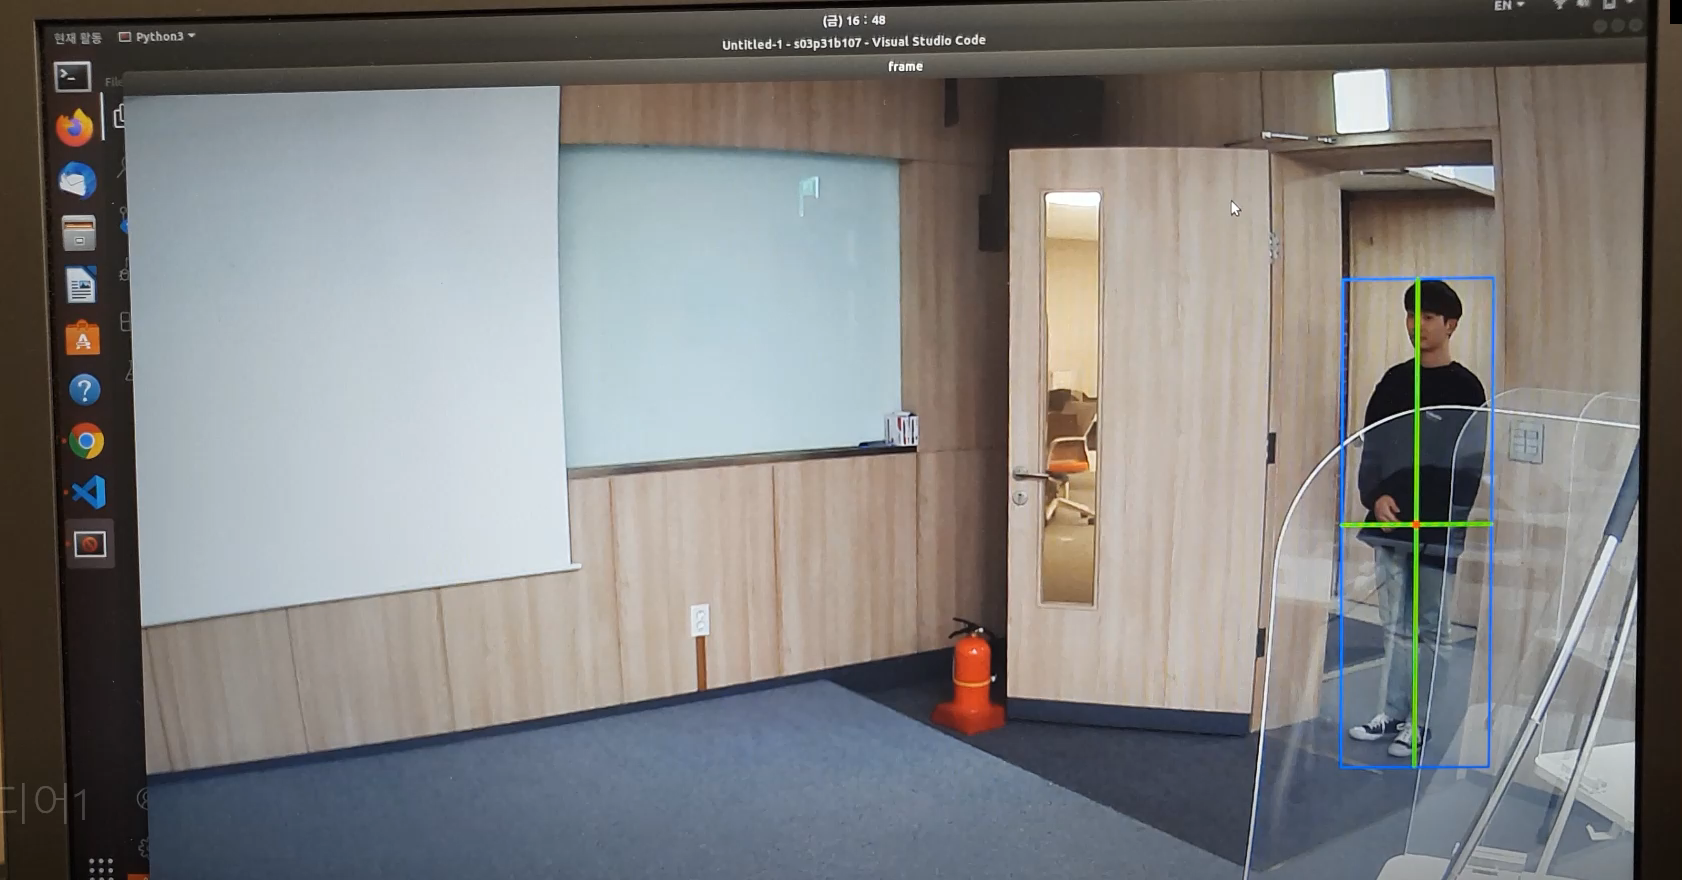 (금) 16 : 48
EN
현재 활동
Python3
Untitled-1 - s03p31b107 - Visual Studio Code
frame
File
디어1